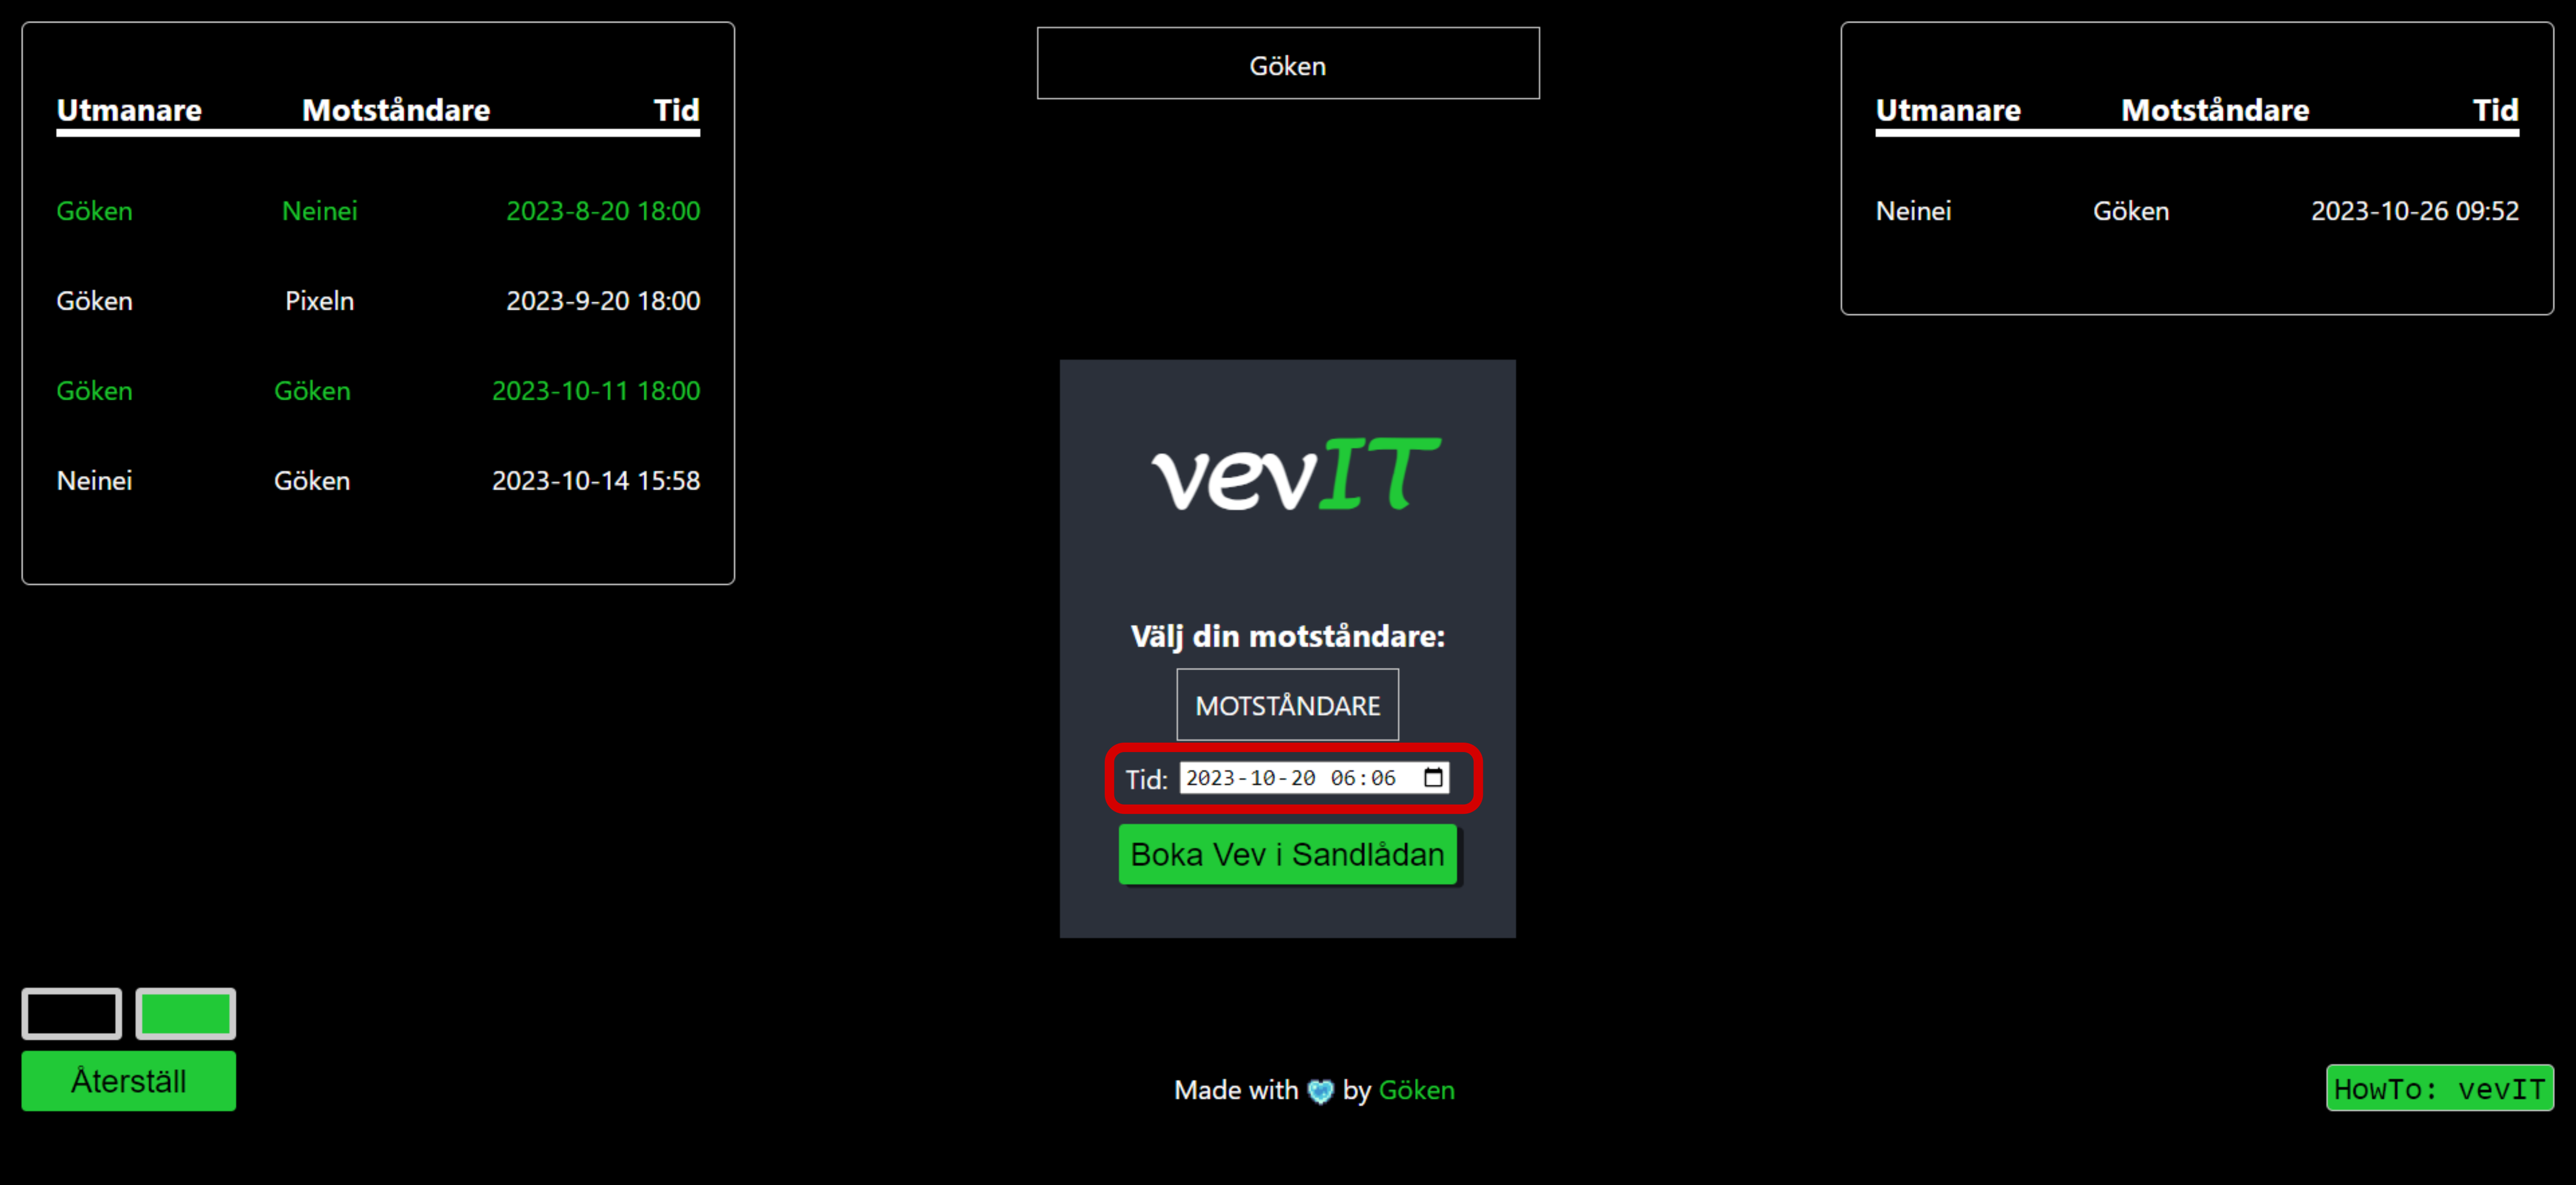 Utmanare Motståndare Tid
Göken Neinei 2023-8-20 18:00
Göken Pixeln 2023-9-20 18:00
Göken Göken 2023-10-11 18:00
Neinei Göken 2023-10-14 15:58
Göken
vevIT
Välj din motståndare:
MOTSTÅNDARE
Tid: 2023-10-20 06:06
Boka Vev i Sandlådan
Utmanare Motståndare Tid
Neinei Göken 2023-10-26 09:52
Återställ
Made with 💙 by Göken
HowTo: vevIT